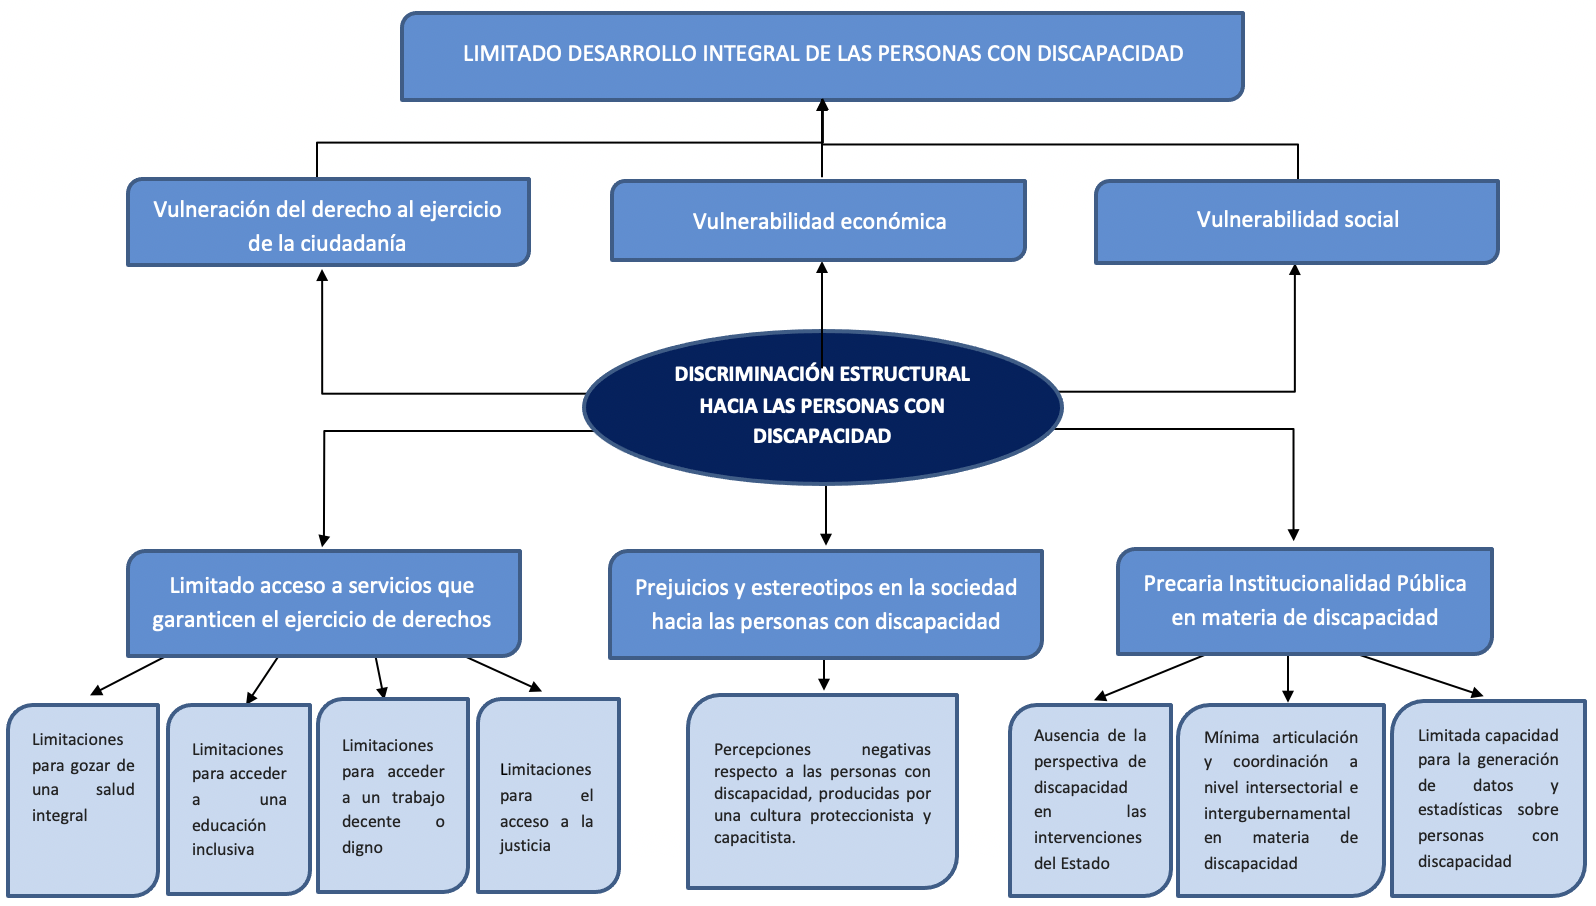 LIMITADO DESARROLLO INTEGRAL DE LAS PERSONAS CON DISCAPACIDAD
Vulneración del derecho al ejercicio
de la ciudadanía
Vulnerabilidad económica
Vulnerabilidad social
DISCRIMINACIÓN ESTRUCTURAL
HACIA LAS PERSONAS CON
DISCAPACIDAD
Limitado acceso a servicios que
garanticen el ejercicio de derechos
Prejuicios y estereotipos en la sociedad
hacia las personas con discapacidad
Precaria Institucionalidad Pública
en materia de discapacidad
Limitaciones
para gozar de
una salud
integral
Limitaciones
para acceder
a una
educación
inclusiva
Limitaciones
para acceder
a un trabajo
decente o
digno
Limitaciones
para el
acceso a la
justicia
Percepciones negativas
respecto a las personas con
discapacidad, producidas por
una cultura proteccionista y
capacitista.
Ausencia de la
perspectiva de
discapacidad
en las
intervenciones
del Estado
Mínima articulación
y coordinación a
nivel intersectorial e
intergubernamental
en materia de
discapacidad
Limitada capacidad
para la generación
de datos y
estadísticas sobre
personas con
discapacidad